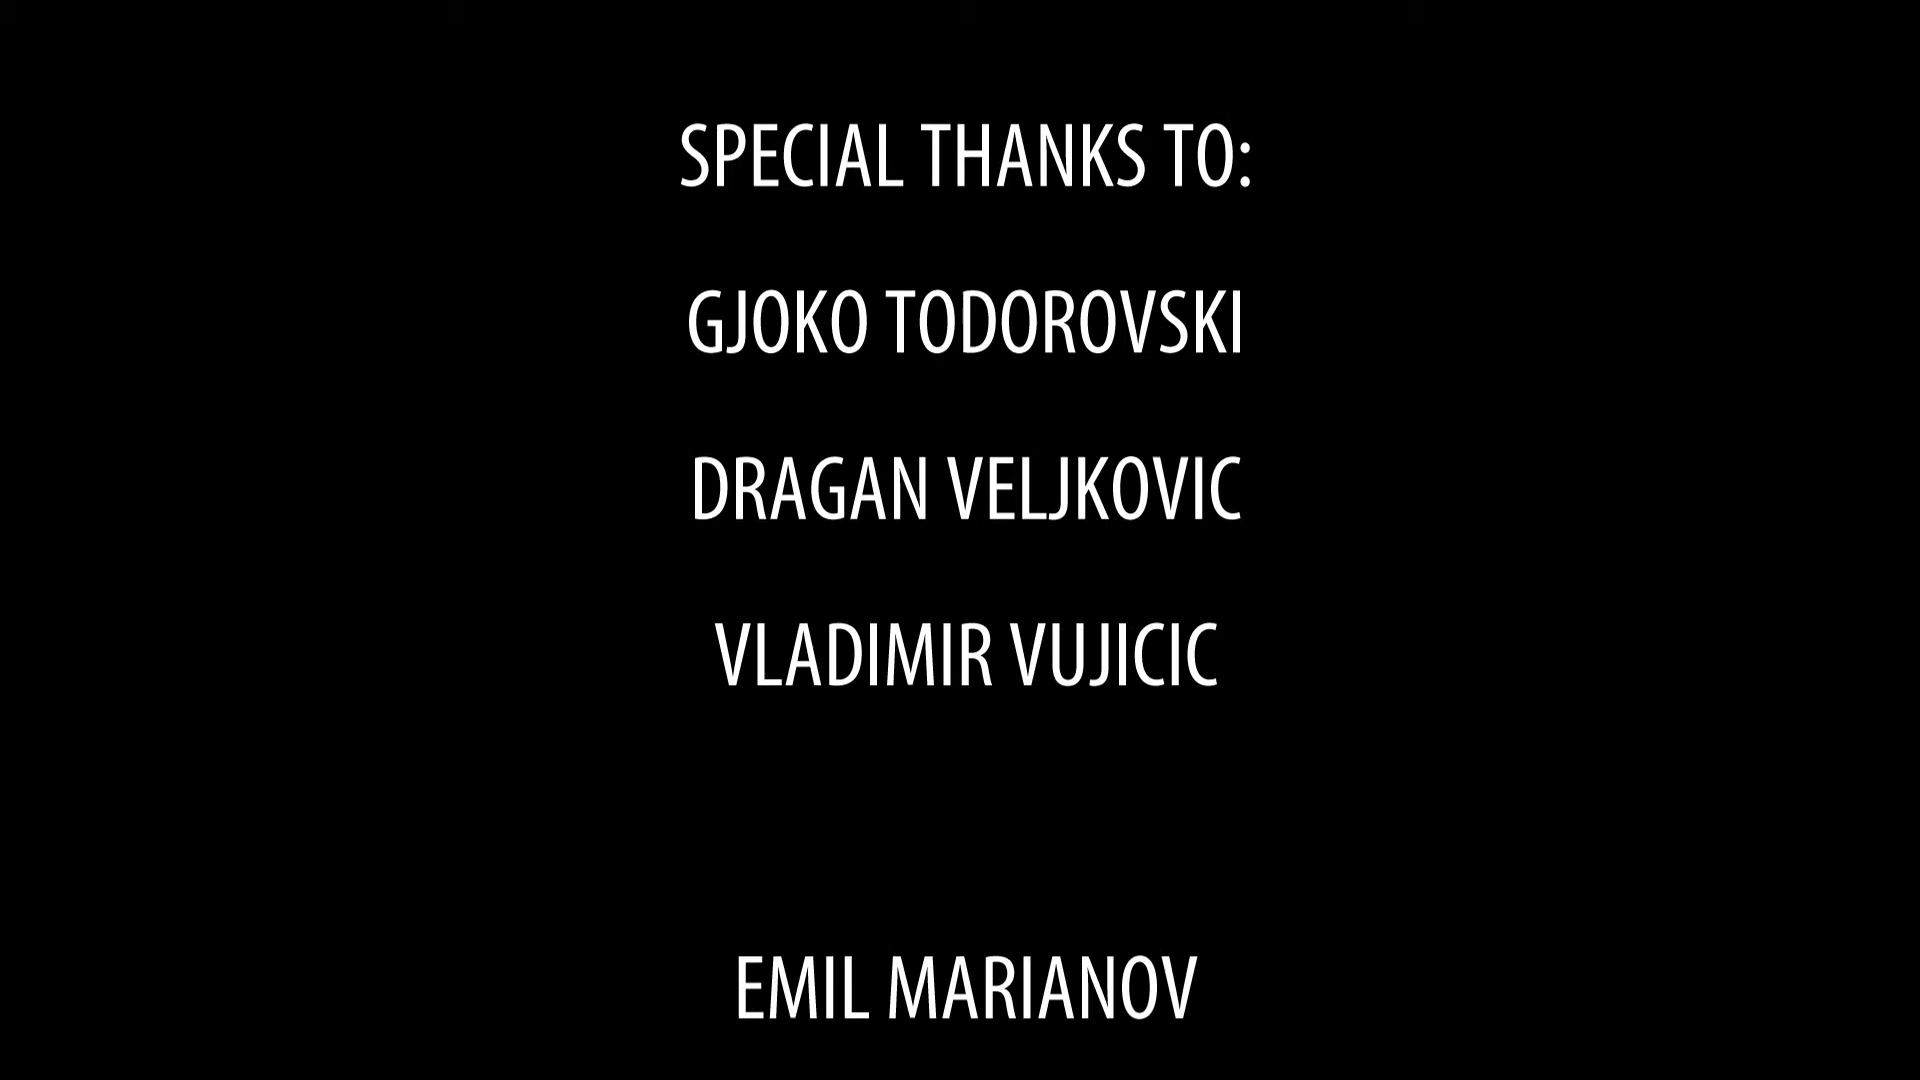 SPECIAL THANKS TO:
GJOKO TODOROVSKI
DRAGAN VELJKOVIC
VLADIMIR VUJICIC
EMIL MARIANOV